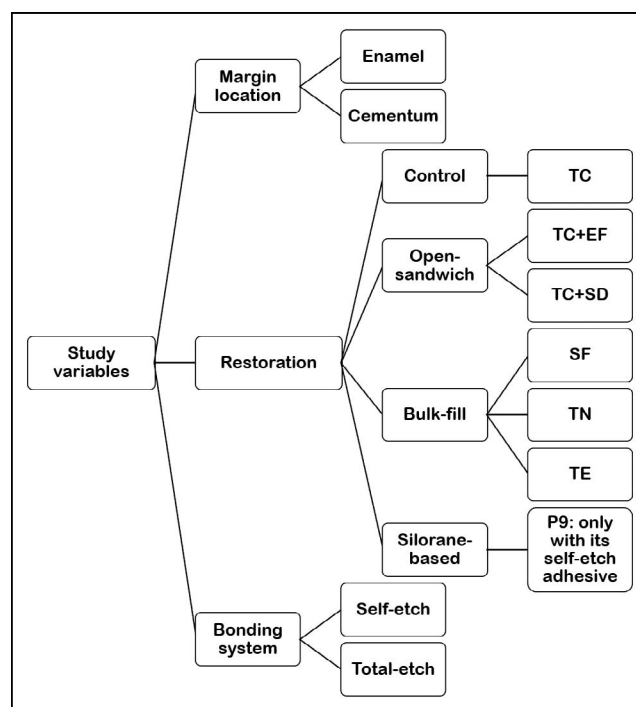 Study
variables
Margin
location
Enamel
Cementum
Restoration
Control
TC
Open-
sandwich
TC+EF
TC+SD
Bulk-fill
SF
TN
TE
Silorane-
based
P9: only
with its
self-etch
adhesive
Bonding
system
Self-etch
Total-etch